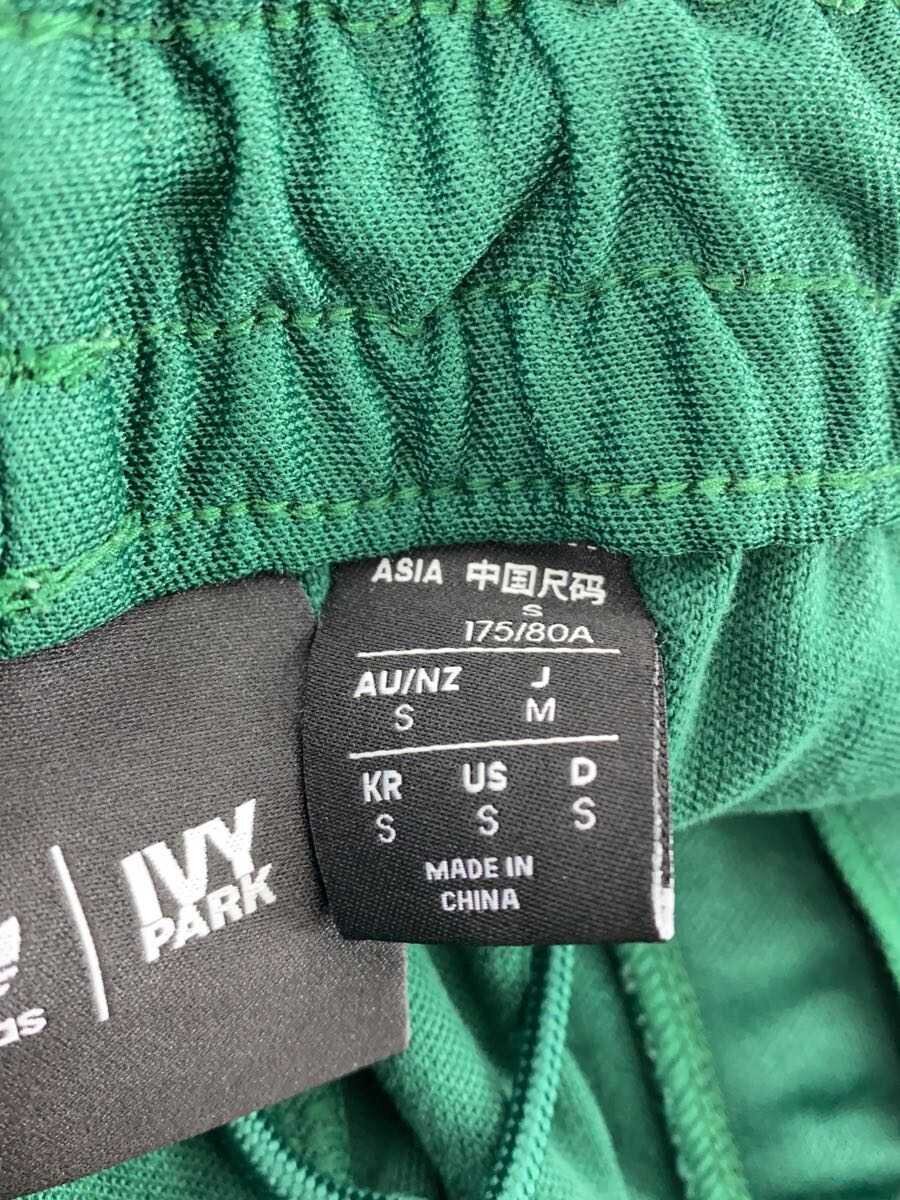 ASIA 中国尺码
S
175/80A
AU/NZ J
S M
KR US D
S S S
MADE IN
CHINA
IVY
PARK